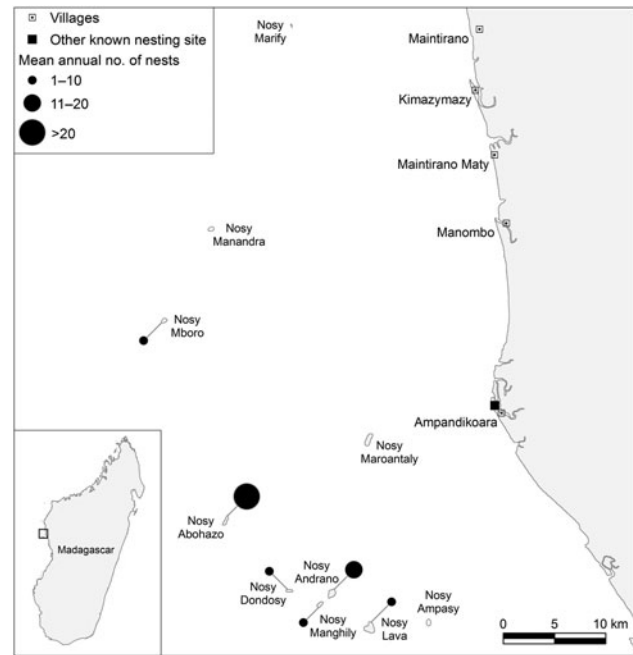 Villages
Other known nesting site
Mean annual no. of nests
1–10
11–20
>20
Nosy
Marify
Maintirano
Kimazymazy
Maintirano Maty
Manombo
Nosy
Manandra
Nosy
Mboro
Ampandikoara
Nosy
Maroantaly
Nosy
Abohazo
Nosy
Andrano
Nosy
Dondosy
Nosy
Manghily
Nosy
Lava
Nosy
Ampasy
Madagascar
0 5 10 km